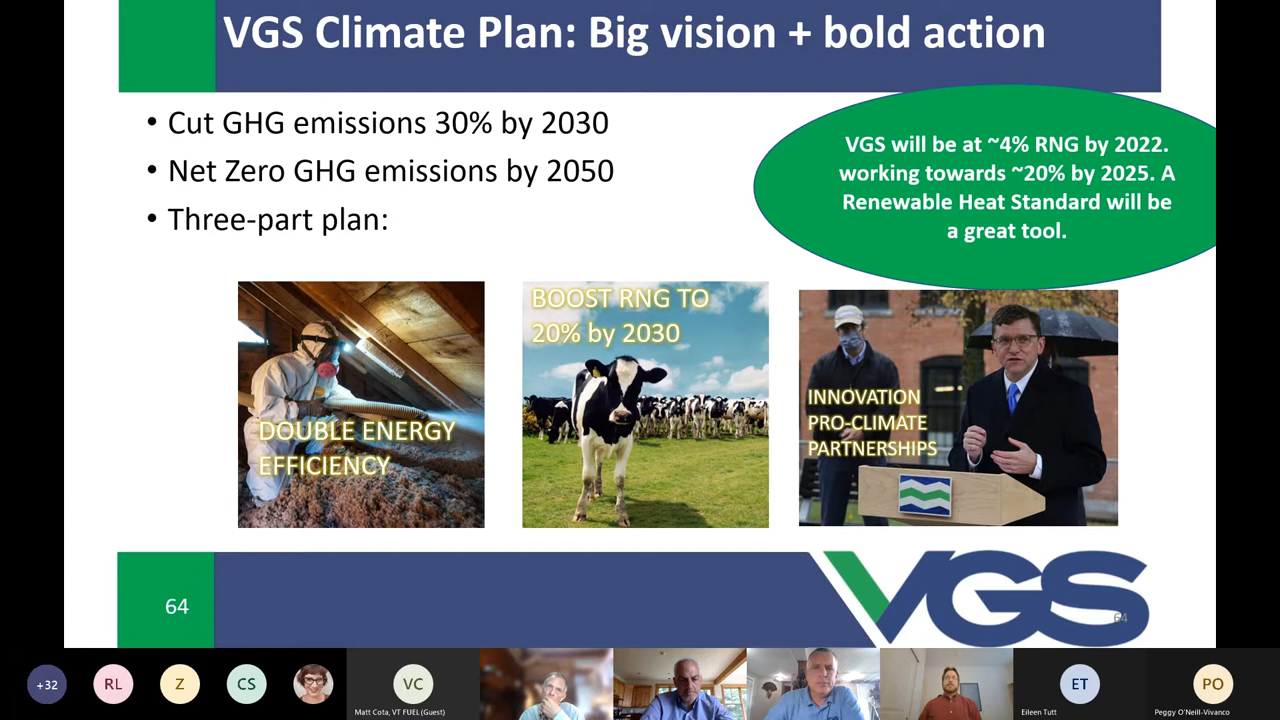 VGS Climate Plan: Big vision + bold action
• Cut GHG emissions 30% by 2030
• Net Zero GHG emissions by 2050
• Three-part plan:
VGS will be at ~4% RNG by 2022.
working towards ~20% by 2025. A
Renewable Heat Standard will be
a great tool.
DOUBLE ENERGY
EFFICIENCY
BOOST RNG TO
20% by 2030
INNOVATION
PRO-CLIMATE
PARTNERSHIPS
64
VGS
64
+32
RL
Z
CS
VC
Matt Cota, VT FUEL (Guest)
ET
Eileen Tutt
PO
Peggy O'Neill-Vivanco